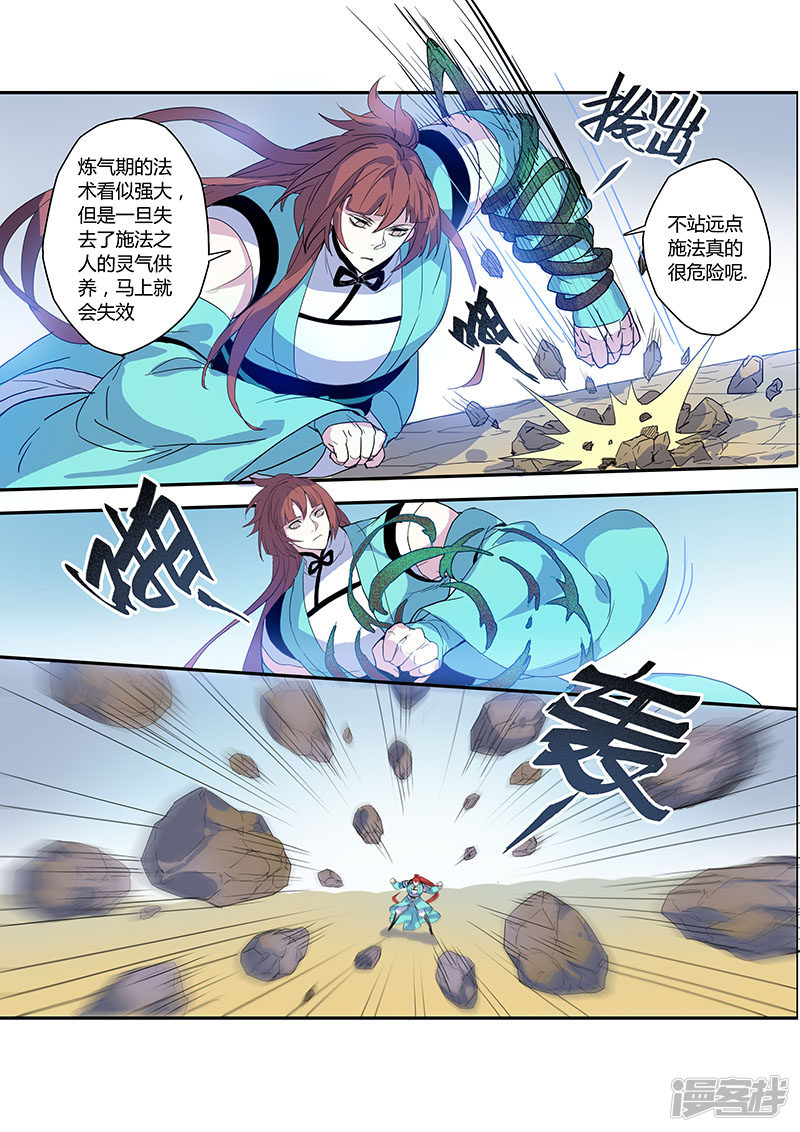 炼气期的法
术看似强大，
但是一旦失
去了施法之
人的灵气供
养，马上就
会失效
拔出
不站远点
施法真的
很危险呢.
轰
漫客栈